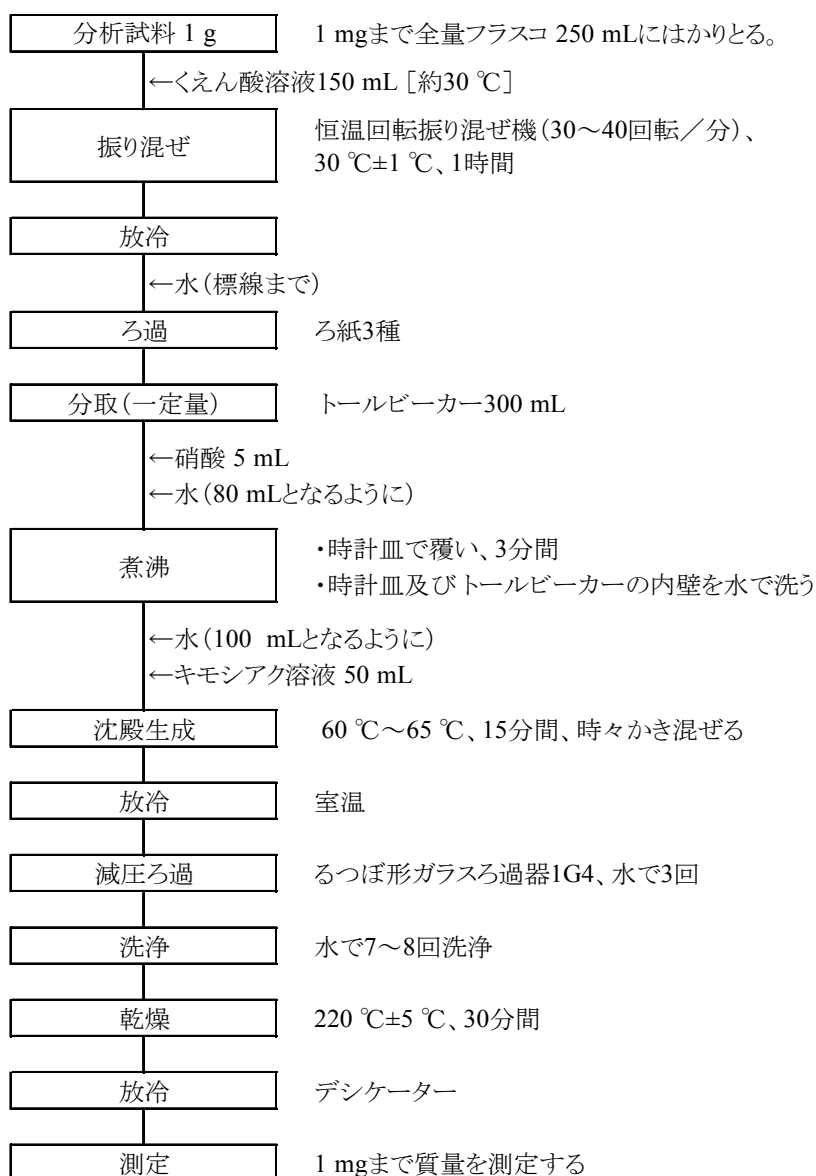 分析試料 1 g 1 mgまで全量フラスコ 250 mLにはかりとる。
←くえん酸溶液150 mL [約30 ℃]
振り混ぜ 恒温回転振り混ぜ機(30～40回転／分)、
30 ℃±1 ℃、1時間
放冷
←水(標線まで)
ろ過 ろ紙3種
分取(一定量) トールビーカー300 mL
←硝酸 5 mL
←水(80 mLとなるように)
煮沸 ・時計皿で覆い、3分間
・時計皿及びトールビーカーの内壁を水で洗う
←水(100 mLとなるように)
←キモシアク溶液 50 mL
沈殿生成 60 ℃～65 ℃、15分間、時々かき混ぜる
放冷 室温
減圧ろ過 るつぼ形ガラスろ過器1G4、水で3回
洗浄 水で7～8回洗浄
乾燥 220 ℃±5 ℃、30分間
放冷 デシケーター
測定 1 mgまで質量を測定する